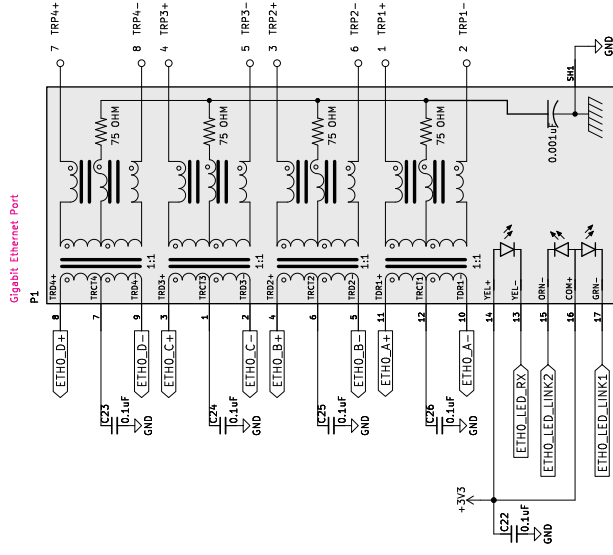 Gigabit Ethernet Port
P1
7 TRP4+
8 TRP4-
4 TRP3+
5 TRP3-
3 TRP2+
6 TRP2-
1 TRP1+
2 TRP1-
GND
SH1
75 OHM
75 OHM
75 OHM
75 OHM
0.001uF
1:1
1:1
1:1
1:1
TRD4+
TRCT4
TRD4-
TRD3+
TRCT3
TRD3-
TRD2+
TRCT2
TRD2-
TDR1+
TRCT1
TDR1-
YEL+
YEL-
ORN-
COM+
GRN-
8
7
9
3
1
2
4
6
5
11
12
10
14
13
15
16
17
ETH0_D+
ETH0_D-
ETH0_C+
ETH0_C-
ETH0_B+
ETH0_B-
ETH0_A+
ETH0_A-
ETH0_LED_RX
ETH0_LED_LINK2
ETH0_LED_LINK1
C23
0.1uF
GND
C24
0.1uF
GND
C25
0.1uF
GND
C26
0.1uF
GND
+3V3
C22
0.1uF
GND